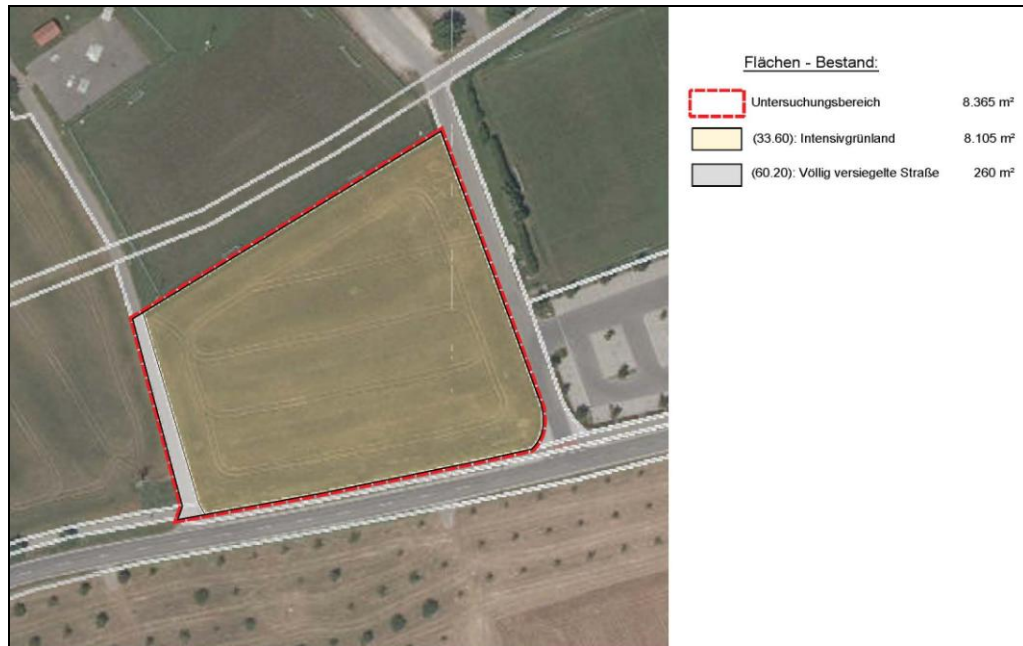 Flächen - Bestand:
Untersuchungsbereich 8.365 m²
(33.60): Intensivgrünland 8.105 m²
(60.20): Völlig versiegelte Straße 260 m²